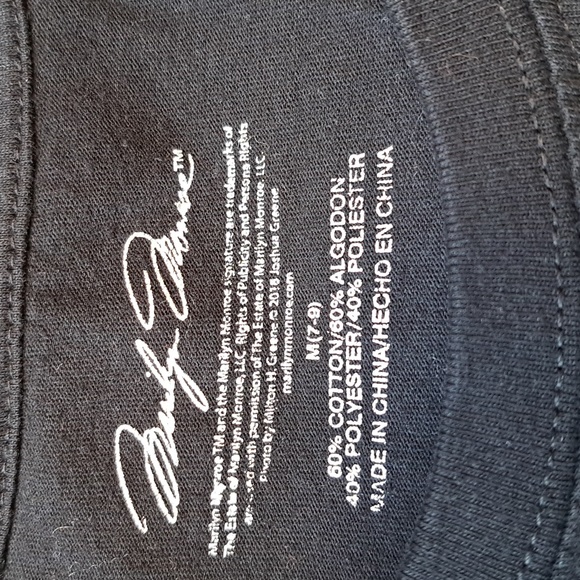 Marilyn Monroe™
Marilyn Monroe TM and the Marilyn Monroe signature are trademarks of
The Estate of Marilyn Monroe, LLC. Rights of Publicity and Persona Rights
are used with permission of The Estate of Marilyn Monroe, LLC.
Photo by Milton H. Greene © 2018 Joshua Greene
marilynmonroe.com
M(7-9)
60% COTTON/60% ALGODON
40% POLYESTER/40% POLIESTER
MADE IN CHINA/HECHO EN CHINA